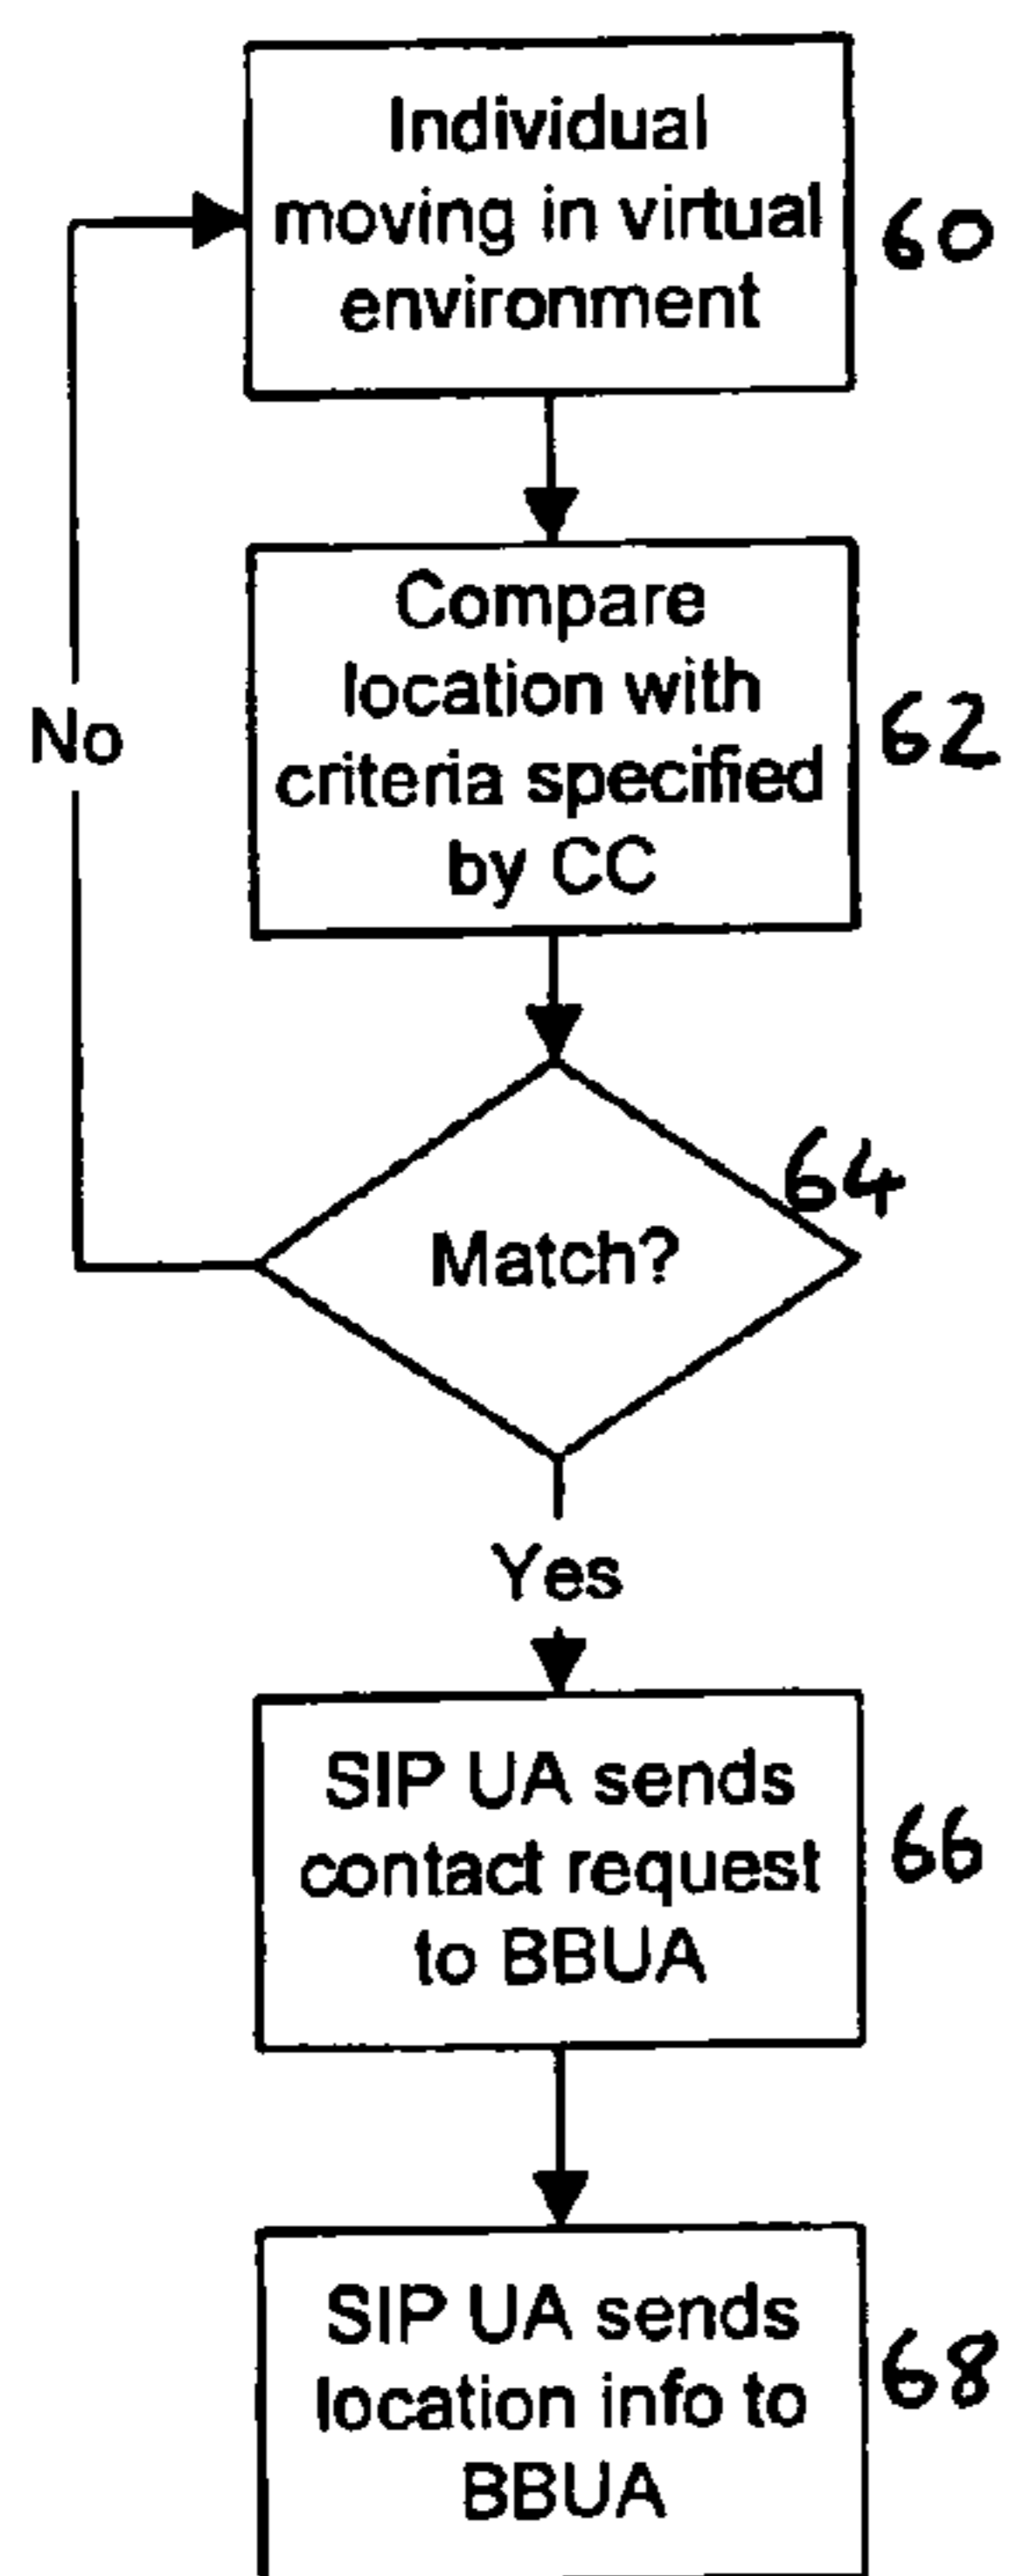 Individual
moving in virtual
environment
60
Compare
location with
criteria specified
by CC
62
No
Match?
64
Yes
SIP UA sends
contact request
to BBUA
66
SIP UA sends
location info to
BBUA
68